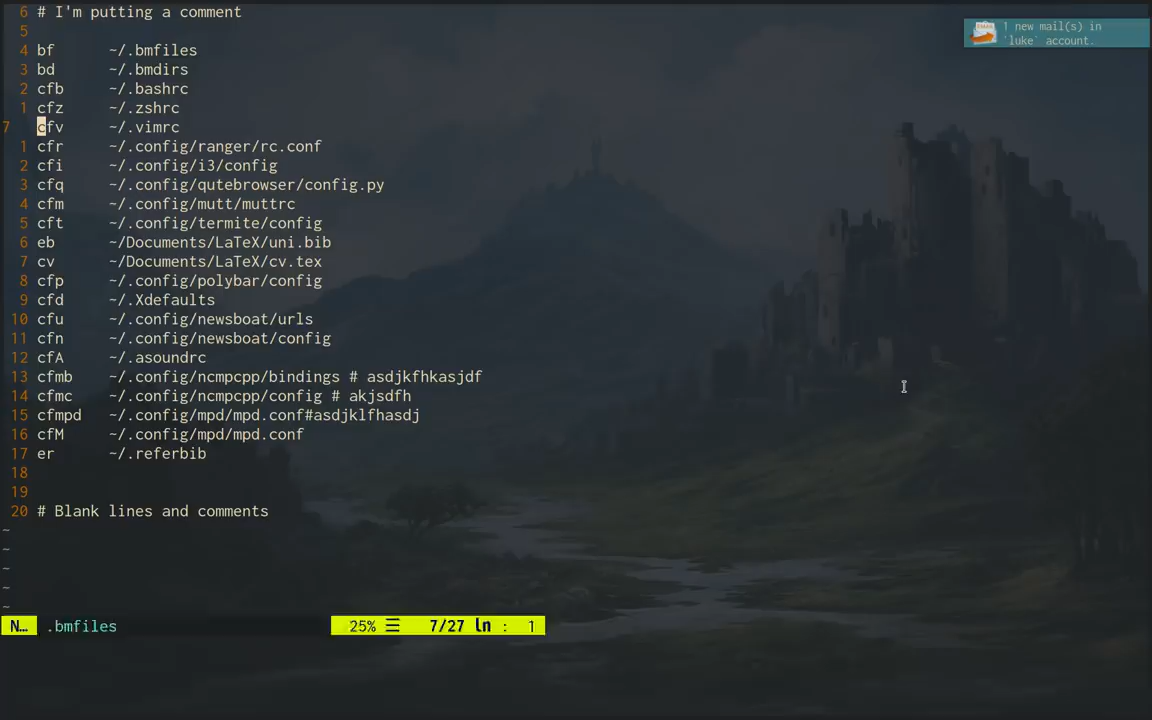 6 # I'm putting a comment
5
4 bf ~/.bmfiles
3 bd ~/.bmdirs
2 cfb ~/.bashrc
1 cfz ~/.zshrc
7 cfv ~/.vimrc
1 cfr ~/.config/ranger/rc.conf
2 cfi ~/.config/i3/config
3 cfq ~/.config/qutebrowser/config.py
4 cfm ~/.config/mutt/muttrc
5 cft ~/.config/termite/config
6 eb ~/Documents/LaTeX/uni.bib
7 cv ~/Documents/LaTeX/cv.tex
8 cfp ~/.config/polybar/config
9 cfd ~/.Xdefaults
10 cfu ~/.config/newsboat/urls
11 cfn ~/.config/newsboat/config
12 cfA ~/.asoundrc
13 cfmb ~/.config/ncmpcpp/bindings # asdjkfhkasjdf
14 cfmc ~/.config/ncmpcpp/config # akjsdfh
15 cfmpd ~/.config/mpd/mpd.conf#asdjklfhasdj
16 cfM ~/.config/mpd/mpd.conf
17 er ~/.referbib
18
19
20 # Blank lines and comments
~
~
~
~
~
N… .bmfiles 25% ☰ 7/27 ln : 1
1 new mail(s) in
`luke` account.